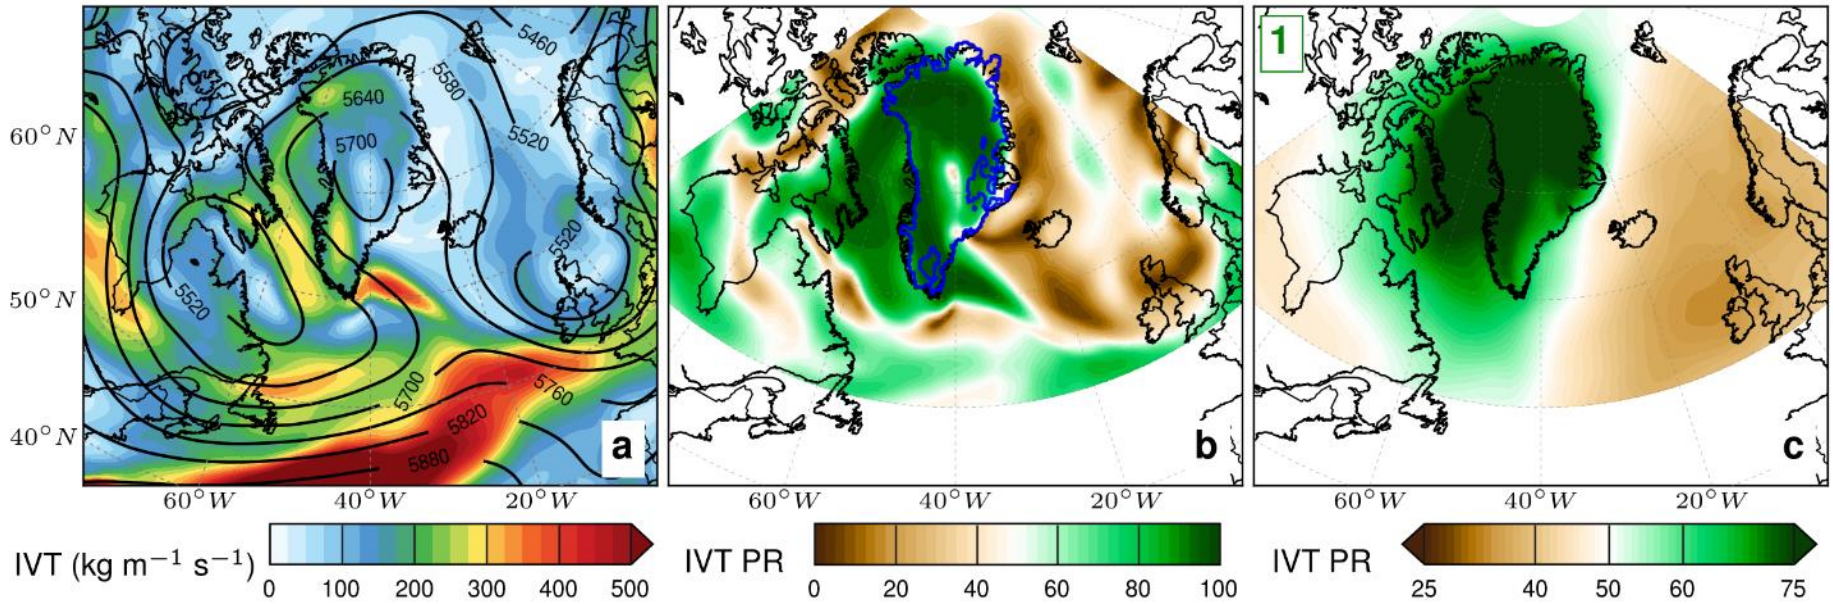 60° N
50° N
40° N
5460
5580
5640
5520
5700
5520
5520
5700
5760
5820
5880
a
b
1
c
60°W 40°W 20°W
60°W 40°W 20°W
60°W 40°W 20°W
IVT (kg m⁻¹ s⁻¹)
0 100 200 300 400 500
IVT PR
0 20 40 60 80 100
IVT PR
25 40 50 60 75